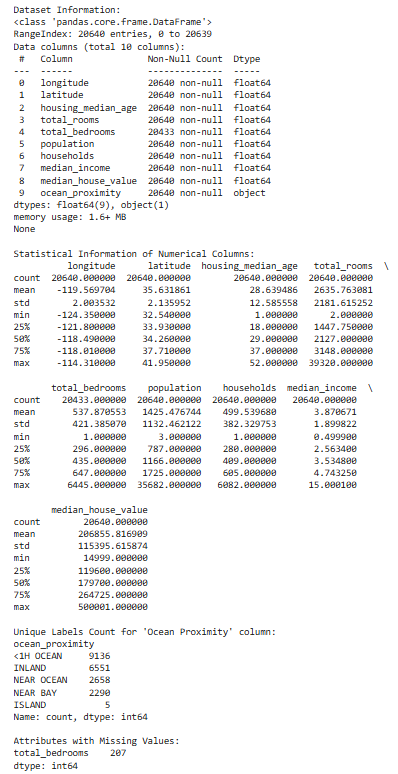 Dataset Information:
<class 'pandas.core.frame.DataFrame'>
RangeIndex: 20640 entries, 0 to 20639
Data columns (total 10 columns):
 #   Column              Non-Null Count  Dtype
---  ------              --------------  -----
 0   longitude           20640 non-null  float64
 1   latitude            20640 non-null  float64
 2   housing_median_age  20640 non-null  float64
 3   total_rooms         20640 non-null  float64
 4   total_bedrooms      20433 non-null  float64
 5   population          20640 non-null  float64
 6   households          20640 non-null  float64
 7   median_income       20640 non-null  float64
 8   median_house_value  20640 non-null  float64
 9   ocean_proximity     20640 non-null  object
dtypes: float64(9), object(1)
memory usage: 1.6+ MB
None

Statistical Information of Numerical Columns:
          longitude      latitude  housing_median_age   total_rooms  \
count  20640.000000  20640.000000        20640.000000  20640.000000
mean    -119.569704     35.631861           28.639486   2635.763081
std        2.003532      2.135952           12.585558   2181.615252
min     -124.350000     32.540000            1.000000      2.000000
25%     -121.800000     33.930000           18.000000   1447.750000
50%     -118.490000     34.260000           29.000000   2127.000000
75%     -118.010000     37.710000           37.000000   3148.000000
max     -114.310000     41.950000           52.000000  39320.000000

       total_bedrooms    population    households  median_income  \
count    20433.000000  20640.000000  20640.000000   20640.000000
mean       537.870553   1425.476744    499.539680       3.870671
std        421.385070   1132.462122    382.329753       1.899822
min          1.000000      3.000000      1.000000       0.499900
25%        296.000000    787.000000    280.000000       2.563400
50%        435.000000   1166.000000    409.000000       3.534800
75%        647.000000   1725.000000    605.000000       4.743250
max       6445.000000  35682.000000   6082.000000      15.000100

       median_house_value
count        20640.000000
mean        206855.816909
std         115395.615874
min          14999.000000
25%         119600.000000
50%         179700.000000
75%         264725.000000
max         500001.000000

Unique Labels Count for 'Ocean Proximity' column:
ocean_proximity
<1H OCEAN     9136
INLAND        6551
NEAR OCEAN    2658
NEAR BAY      2290
ISLAND           5
Name: count, dtype: int64

Attributes with Missing Values:
total_bedrooms    207
dtype: int64